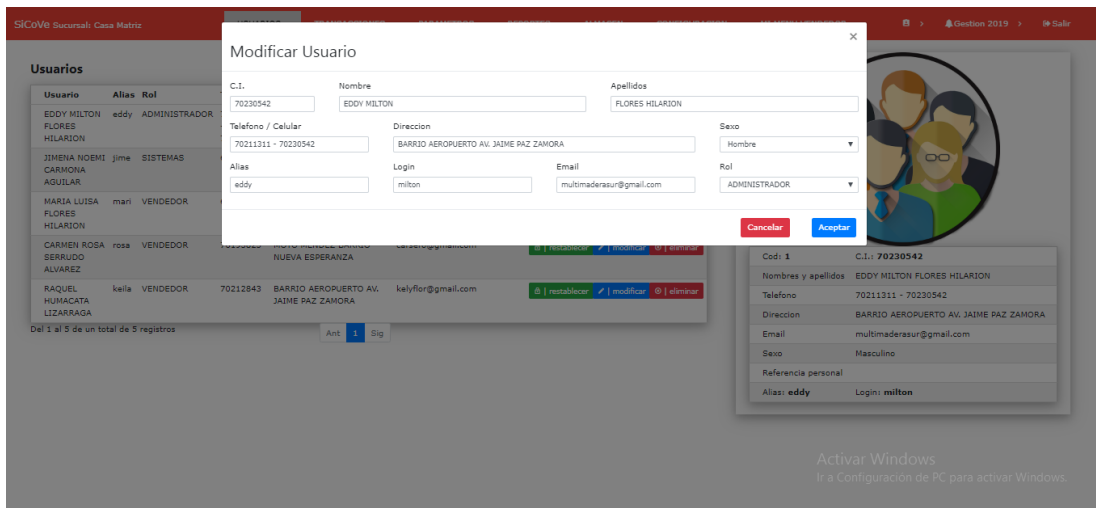 SiCoVe Sucursal: Casa Matriz
Gestion 2019 > Salir
Modificar Usuario
×
C.I. Nombre Apellidos
70230542 EDDY MILTON FLORES HILARION
Telefono / Celular Direccion Sexo
70211311 - 70230542 BARRIO AEROPUERTO AV. JAIME PAZ ZAMORA Hombre
Alias Login Email Rol
eddy milton multimaderasur@gmail.com ADMINISTRADOR
Cancelar Aceptar
Usuarios
Usuario Alias Rol
EDDY MILTON eddy ADMINISTRADOR
FLORES
HILARION
JIMENA NOEMI jime SISTEMAS
CARMONA
AGUILAR
MARIA LUISA mari VENDEDOR
FLORES
HILARION
CARMEN ROSA rosa VENDEDOR
| restablecer | modificar | eliminar
SERRUDO NUEVA ESPERANZA
ALVAREZ
RAQUEL keila VENDEDOR 70212843 BARRIO AEROPUERTO AV. kelyflor@gmail.com | restablecer | modificar | eliminar
HUMACATA JAIME PAZ ZAMORA
LIZARRAGA
Del 1 al 5 de un total de 5 registros
Ant 1 Sig
Cod: 1 C.I.: 70230542
Nombres y apellidos EDDY MILTON FLORES HILARION
Telefono 70211311 - 70230542
Direccion BARRIO AEROPUERTO AV. JAIME PAZ ZAMORA
Email multimaderasur@gmail.com
Sexo Masculino
Referencia personal
Alias: eddy Login: milton
Activar Windows
Ir a Configuración de PC para activar Windows.